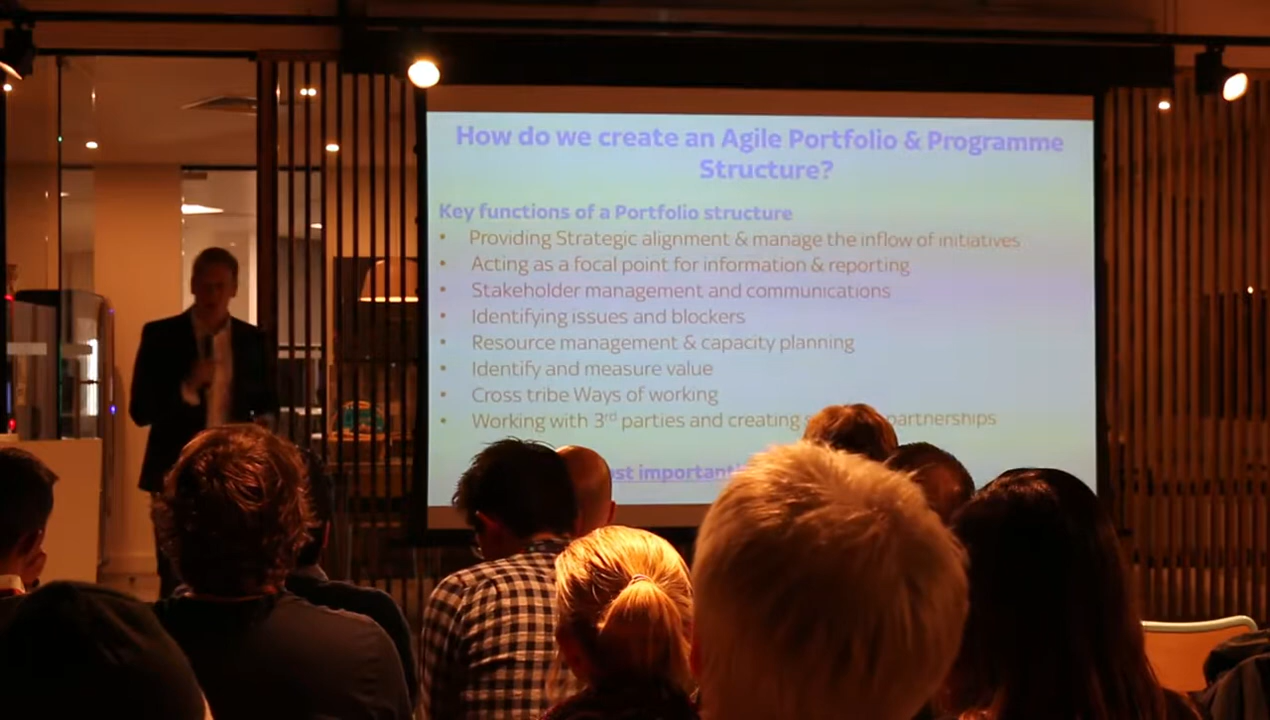 How do we create an Agile Portfolio & Programme
Structure?
Key functions of a Portfolio structure
• Providing Strategic alignment & manage the inflow of initiatives
• Acting as a focal point for information & reporting
• Stakeholder management and communications
• Identifying issues and blockers
• Resource management & capacity planning
• Identify and measure value
• Cross tribe Ways of working
• Working with 3rd parties and creating partnerships